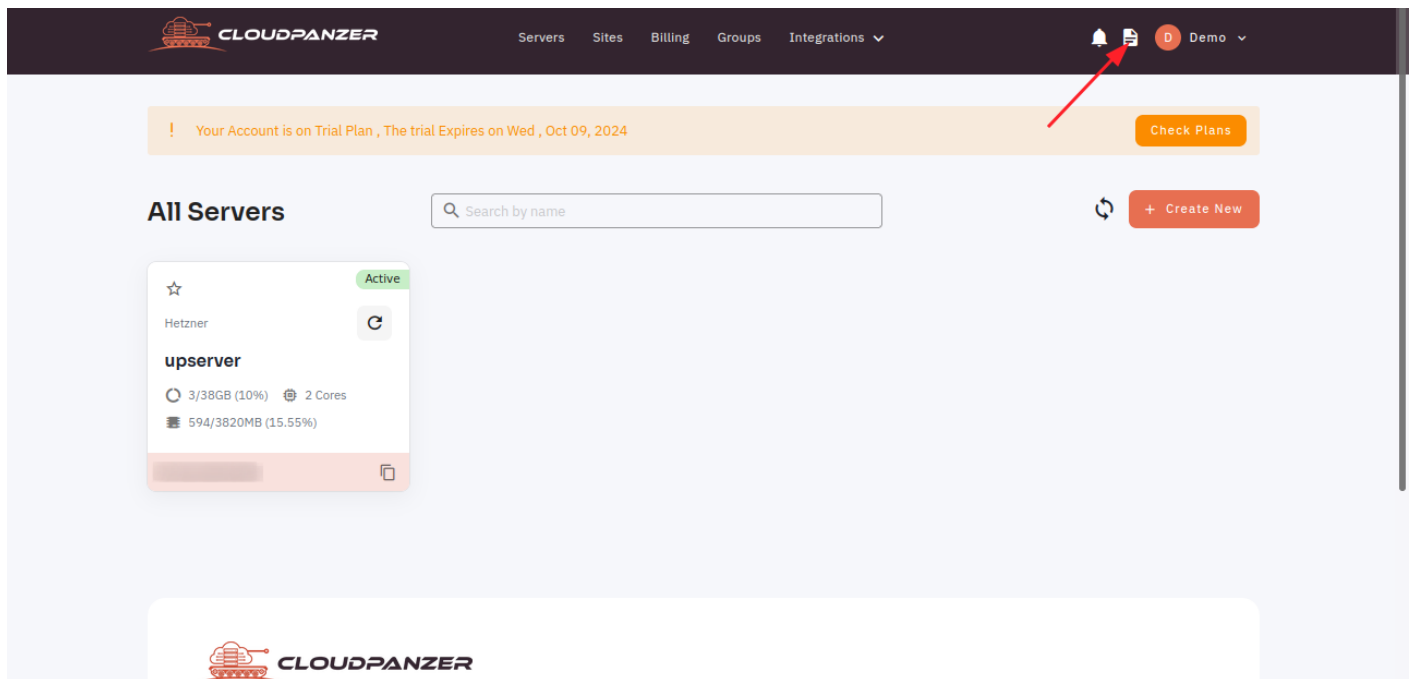 CLOUDPANZER
Servers Sites Billing Groups Integrations
D Demo
! Your Account is on Trial Plan , The trial Expires on Wed , Oct 09, 2024
Check Plans
All Servers
Search by name
+ Create New
Active
Hetzner
upserver
3/38GB (10%) 2 Cores
594/3820MB (15.55%)
CLOUDPANZER